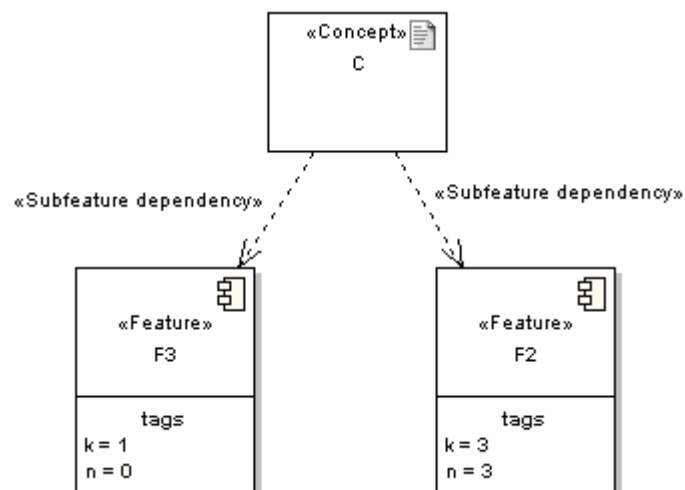 «Concept»
C
«Subfeature dependency»
«Subfeature dependency»
«Feature»
F3
tags
k = 1
n = 0
«Feature»
F2
tags
k = 3
n = 3